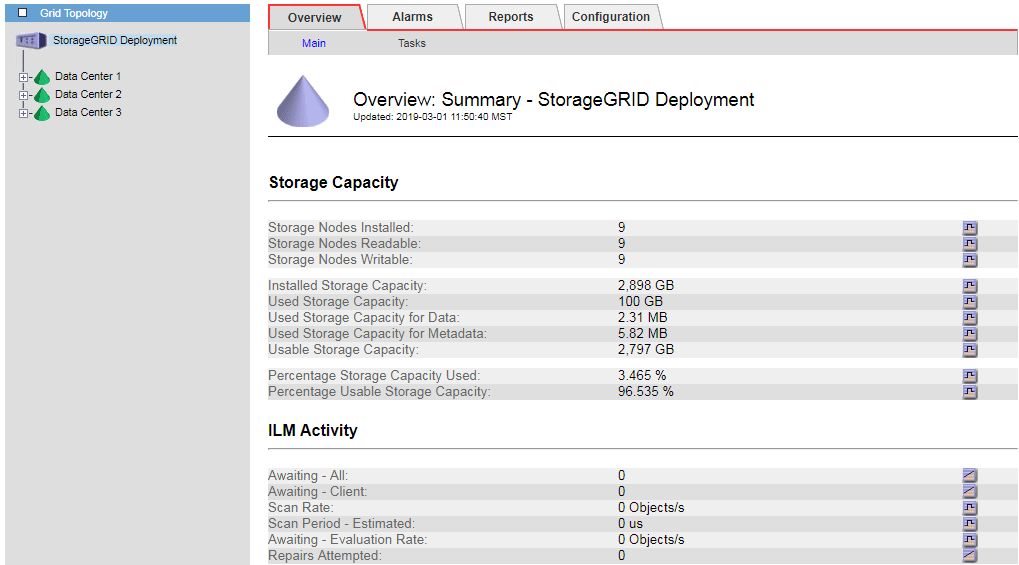 Grid Topology
StorageGRID Deployment
Data Center 1
Data Center 2
Data Center 3
Overview Alarms Reports Configuration
Main Tasks
Overview: Summary - StorageGRID Deployment
Updated: 2019-03-01 11:50:40 MST
Storage Capacity
Storage Nodes Installed: 9
Storage Nodes Readable: 9
Storage Nodes Writable: 9
Installed Storage Capacity: 2,898 GB
Used Storage Capacity: 100 GB
Used Storage Capacity for Data: 2.31 MB
Used Storage Capacity for Metadata: 5.82 MB
Usable Storage Capacity: 2,797 GB
Percentage Storage Capacity Used: 3.465 %
Percentage Usable Storage Capacity: 96.535 %
ILM Activity
Awaiting - All: 0
Awaiting - Client: 0
Scan Rate: 0 Objects/s
Scan Period - Estimated: 0 us
Awaiting - Evaluation Rate: 0 Objects/s
Repairs Attempted: 0